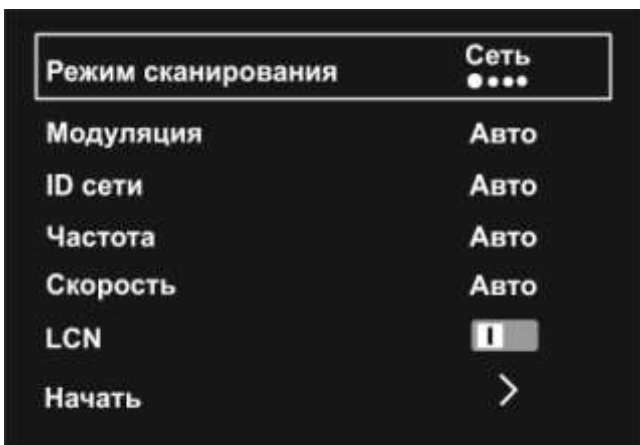 Режим сканирования Сеть
Модуляция Авто
ID сети Авто
Частота Авто
Скорость Авто
LCN
Начать